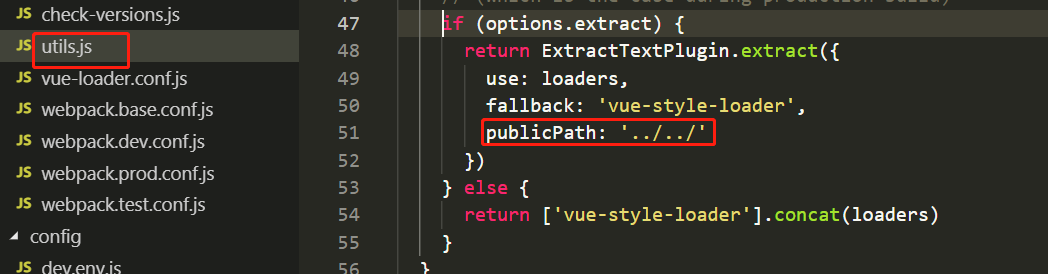 JS check-versions.js
JS utils.js
JS vue-loader.conf.js
JS webpack.base.conf.js
JS webpack.dev.conf.js
JS webpack.prod.conf.js
JS webpack.test.conf.js
config
JS dev.env.js
47 if (options.extract) {
48 return ExtractTextPlugin.extract({
49 use: loaders,
50 fallback: 'vue-style-loader',
51 publicPath: '../../'
52 })
53 } else {
54 return ['vue-style-loader'].concat(loaders)
55 }
56 }